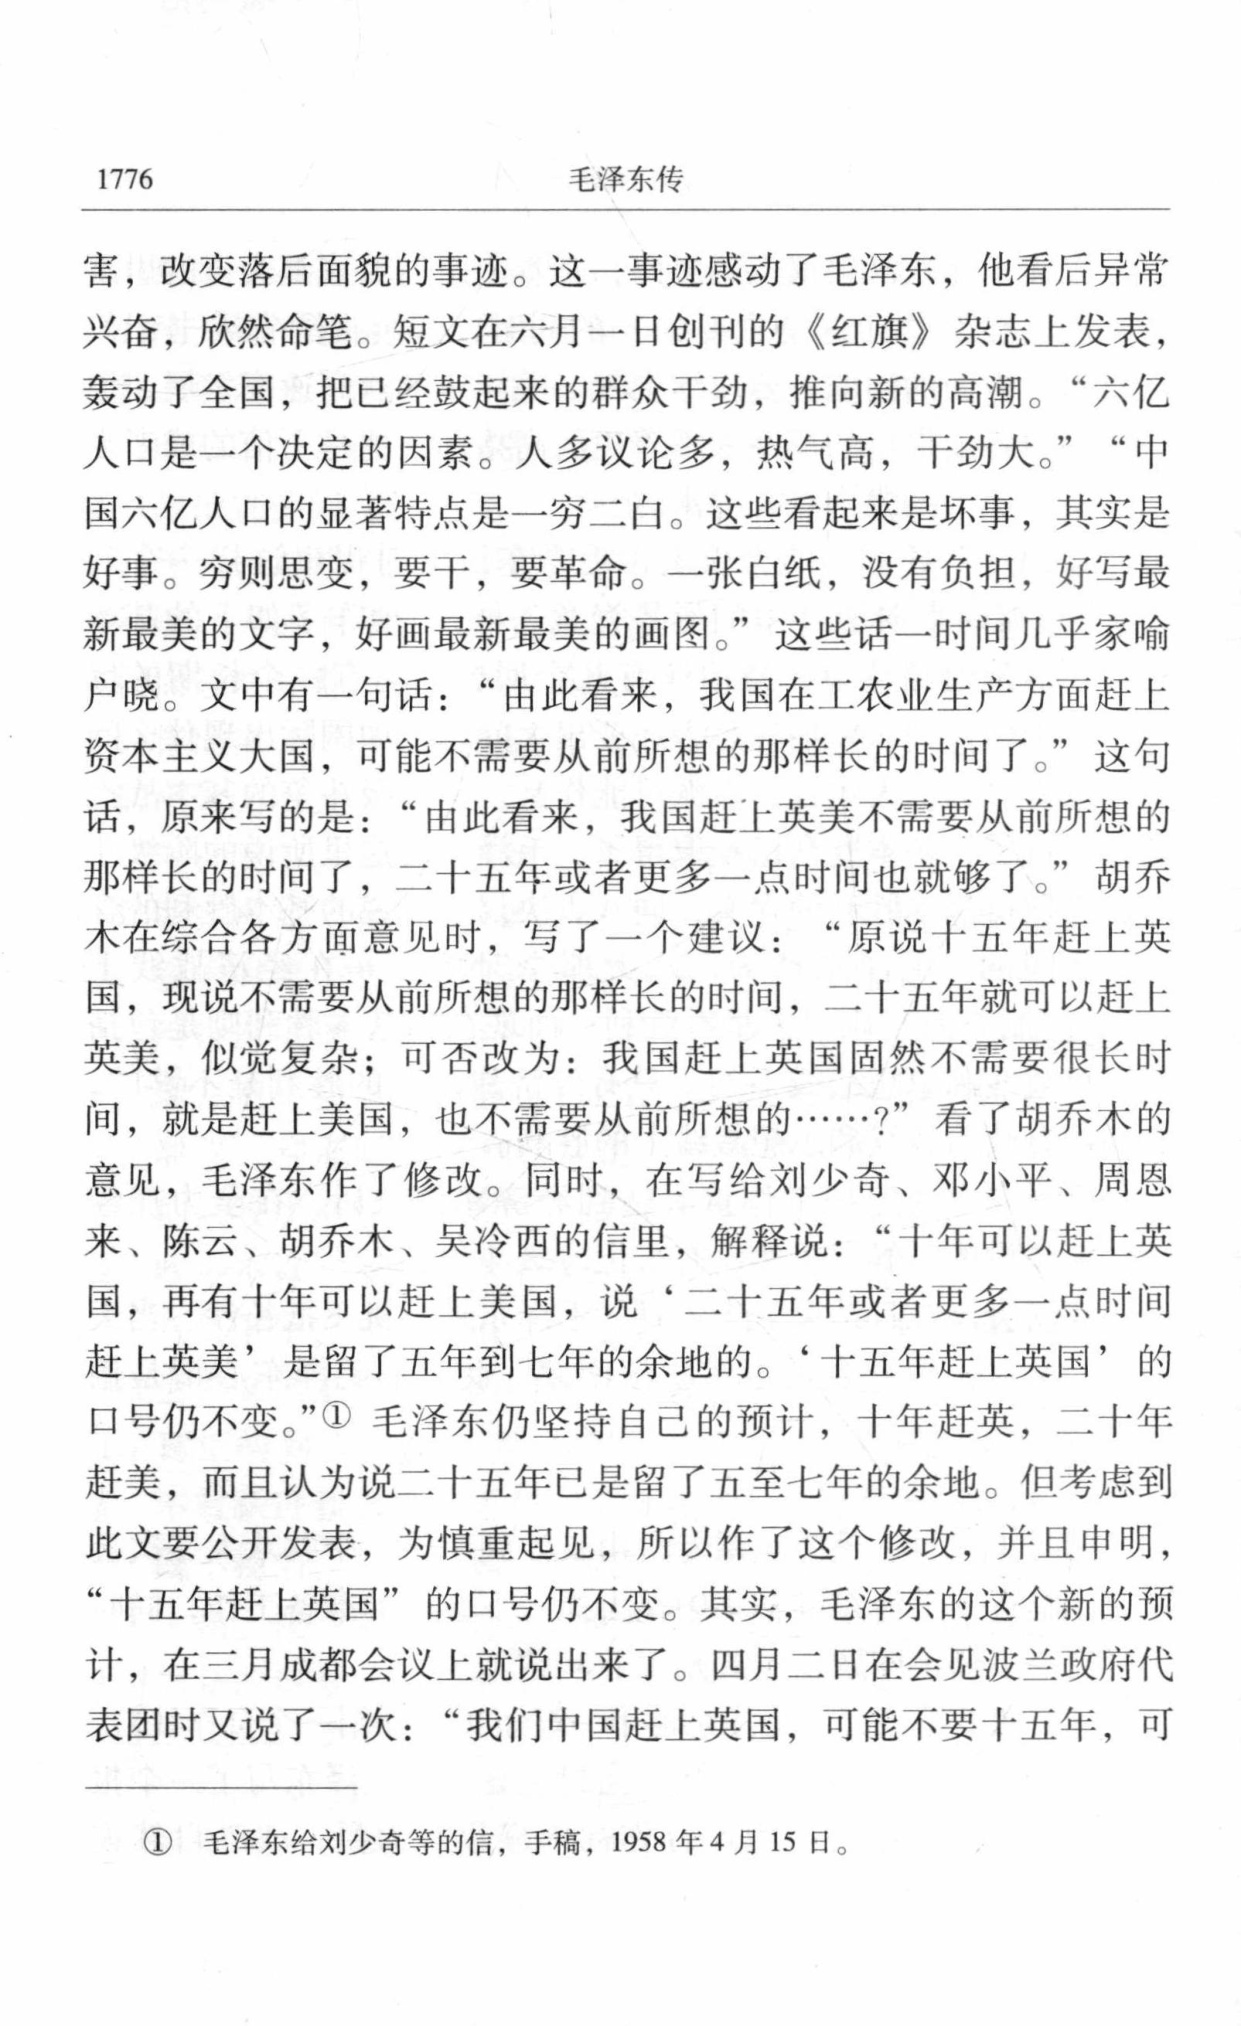 1776
毛泽东传
害，改变落后面貌的事迹。这一事迹感动了毛泽东，他看后异常
兴奋，欣然命笔。短文在六月一日创刊的《红旗》杂志上发表，
轰动了全国，把已经鼓起来的群众干劲，推向新的高潮。“六亿
人口是一个决定的因素。人多议论多，热气高，干劲大。”“中
国六亿人口的显著特点是一穷二白。这些看起来是坏事，其实是
好事。穷则思变，要干，要革命。一张白纸，没有负担，好写最
新最美的文字，好画最新最美的画图。”这些话一时间几乎家喻
户晓。文中有一句话：“由此看来，我国在工农业生产方面赶上
资本主义大国，可能不需要从前所想的那样长的时间了。”这句
话，原来写的是：“由此看来，我国赶上英美不需要从前所想的
那样长的时间了，二十五年或者更多一点时间也就够了。”胡乔
木在综合各方面意见时，写了一个建议：“原说十五年赶上英
国，现说不需要从前所想的那样长的时间，二十五年就可以赶上
英美，似觉复杂；可否改为：我国赶上英国固然不需要很长时
间，就是赶上美国，也不需要从前所想的……?”看了胡乔木的
意见，毛泽东作了修改。同时，在写给刘少奇、邓小平、周恩
来、陈云、胡乔木、吴冷西的信里，解释说：“十年可以赶上英
国，再有十年可以赶上美国，说‘二十五年或者更多一点时间
赶上英美’是留了五年到七年的余地的。‘十五年赶上英国’的
口号仍不变。”① 毛泽东仍坚持自己的预计，十年赶英，二十年
赶美，而且认为说二十五年已是留了五至七年的余地。但考虑到
此文要公开发表，为慎重起见，所以作了这个修改，并且申明，
“十五年赶上英国”的口号仍不变。其实，毛泽东的这个新的预
计，在三月成都会议上就说出来了。四月二日在会见波兰政府代
表团时又说了一次：“我们中国赶上英国，可能不要十五年，可
① 毛泽东给刘少奇等的信，手稿，1958年4月15日。